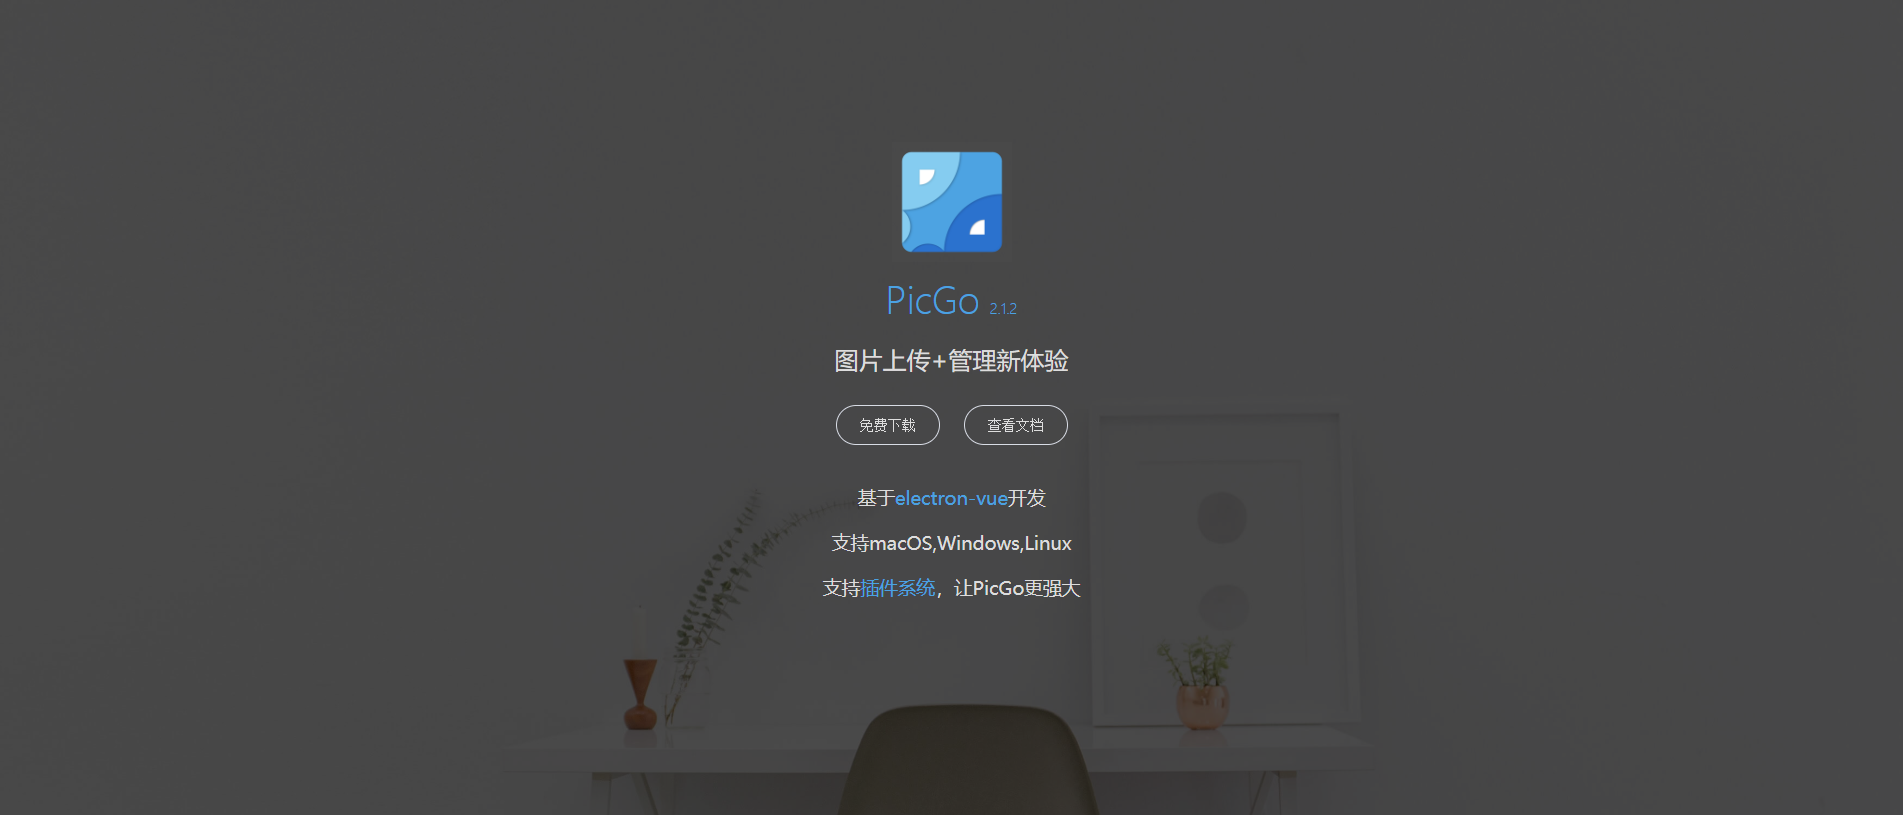 PicGo 2.1.2
图片上传+管理新体验
免费下载 查看文档
基于electron-vue开发
支持macOS,Windows,Linux
支持插件系统，让PicGo更强大